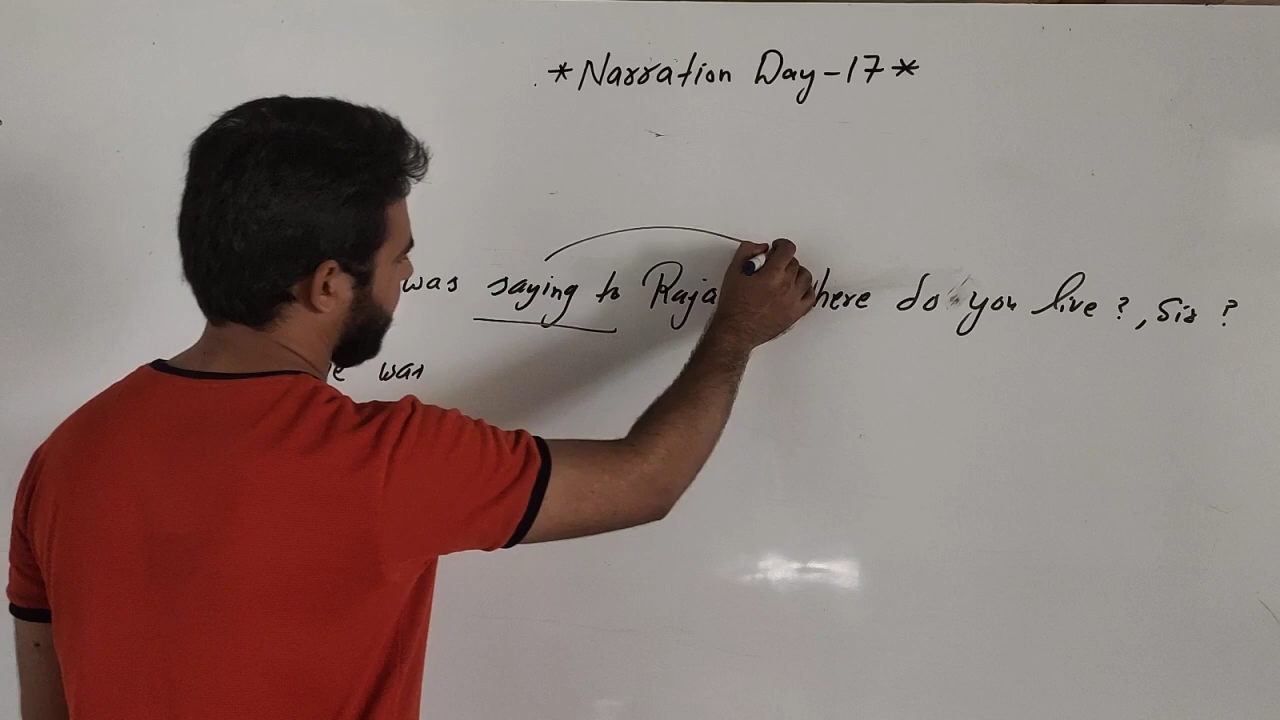 *Narration Day-17*
was saying to Raja here do you live?, Sir?
was